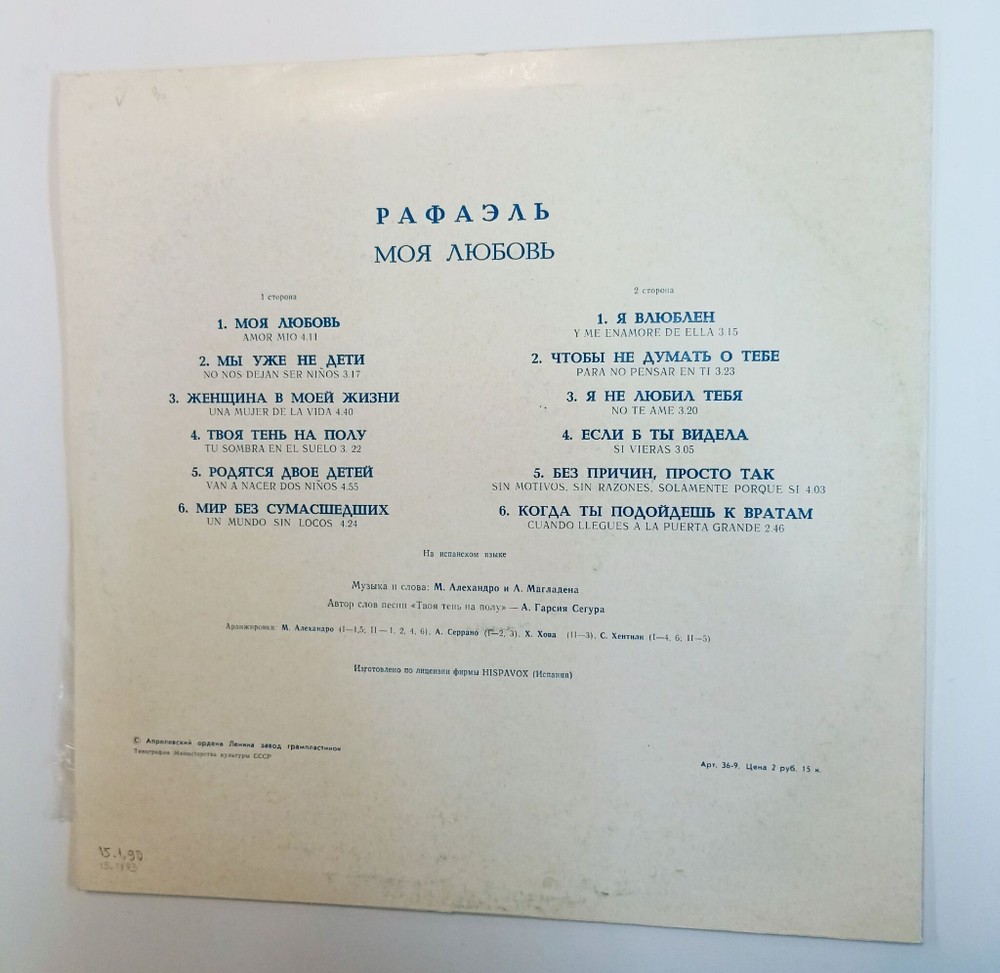 РАФАЭЛЬ
МОЯ ЛЮБОВЬ
1 сторона
1. МОЯ ЛЮБОВЬ
AMOR MIO 4.11
2. МЫ УЖЕ НЕ ДЕТИ
NO NOS DEJAN SER NIÑOS 3.17
3. ЖЕНЩИНА В МОЕЙ ЖИЗНИ
UNA MUJER DE LA VIDA 4.40
4. ТВОЯ ТЕНЬ НА ПОЛУ
TU SOMBRA EN EL SUELO 3. 22
5. РОДЯТСЯ ДВОЕ ДЕТЕЙ
VAN A NACER DOS NIÑOS 4.55
6. МИР БЕЗ СУМАСШЕДШИХ
UN MUNDO SIN LOCOS 4.24
2 сторона
1. Я ВЛЮБЛЕН
Y ME ENAMORE DE ELLA 3.15
2. ЧТОБЫ НЕ ДУМАТЬ О ТЕБЕ
PARA NO PENSAR EN TI 3.23
3. Я НЕ ЛЮБИЛ ТЕБЯ
NO TE AME 3.20
4. ЕСЛИ Б ТЫ ВИДЕЛА
SI VIERAS 3.05
5. БЕЗ ПРИЧИН, ПРОСТО ТАК
SIN MOTIVOS, SIN RAZONES, SOLAMENTE PORQUE SI 4.03
6. КОГДА ТЫ ПОДОЙДЕШЬ К ВРАТАМ
CUANDO LLEGUES A LA PUERTA GRANDE 2.46
На испанском языке
Музыка и слова: М. Алехандро и А. Магладена
Автор слов песни «Твоя тень на полу» — А. Гарсия Сегура
Аранжировки: М. Алехандро (I—1,5; II — 1, 2, 4, 6), А. Серрано (I—2, 3), Х. Хова (II—3), С. Хентили (I—4, 6; II—5)
Изготовлено по лицензии фирмы HISPAVOX (Испания)
© Апрелевский ордена Ленина завод грампластинок
Типография Министерства культуры СССР
Арт. 36-9. Цена 2 руб. 15 к.
15.1.90